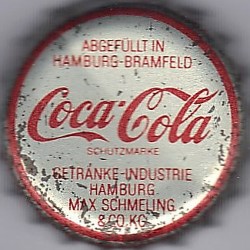 ABGEFÜLLT IN
HAMBURG-BRAMFELD
Coca-Cola
SCHUTZMARKE
GETRÄNKE-INDUSTRIE
HAMBURG
MAX SCHMELING
& CO KG